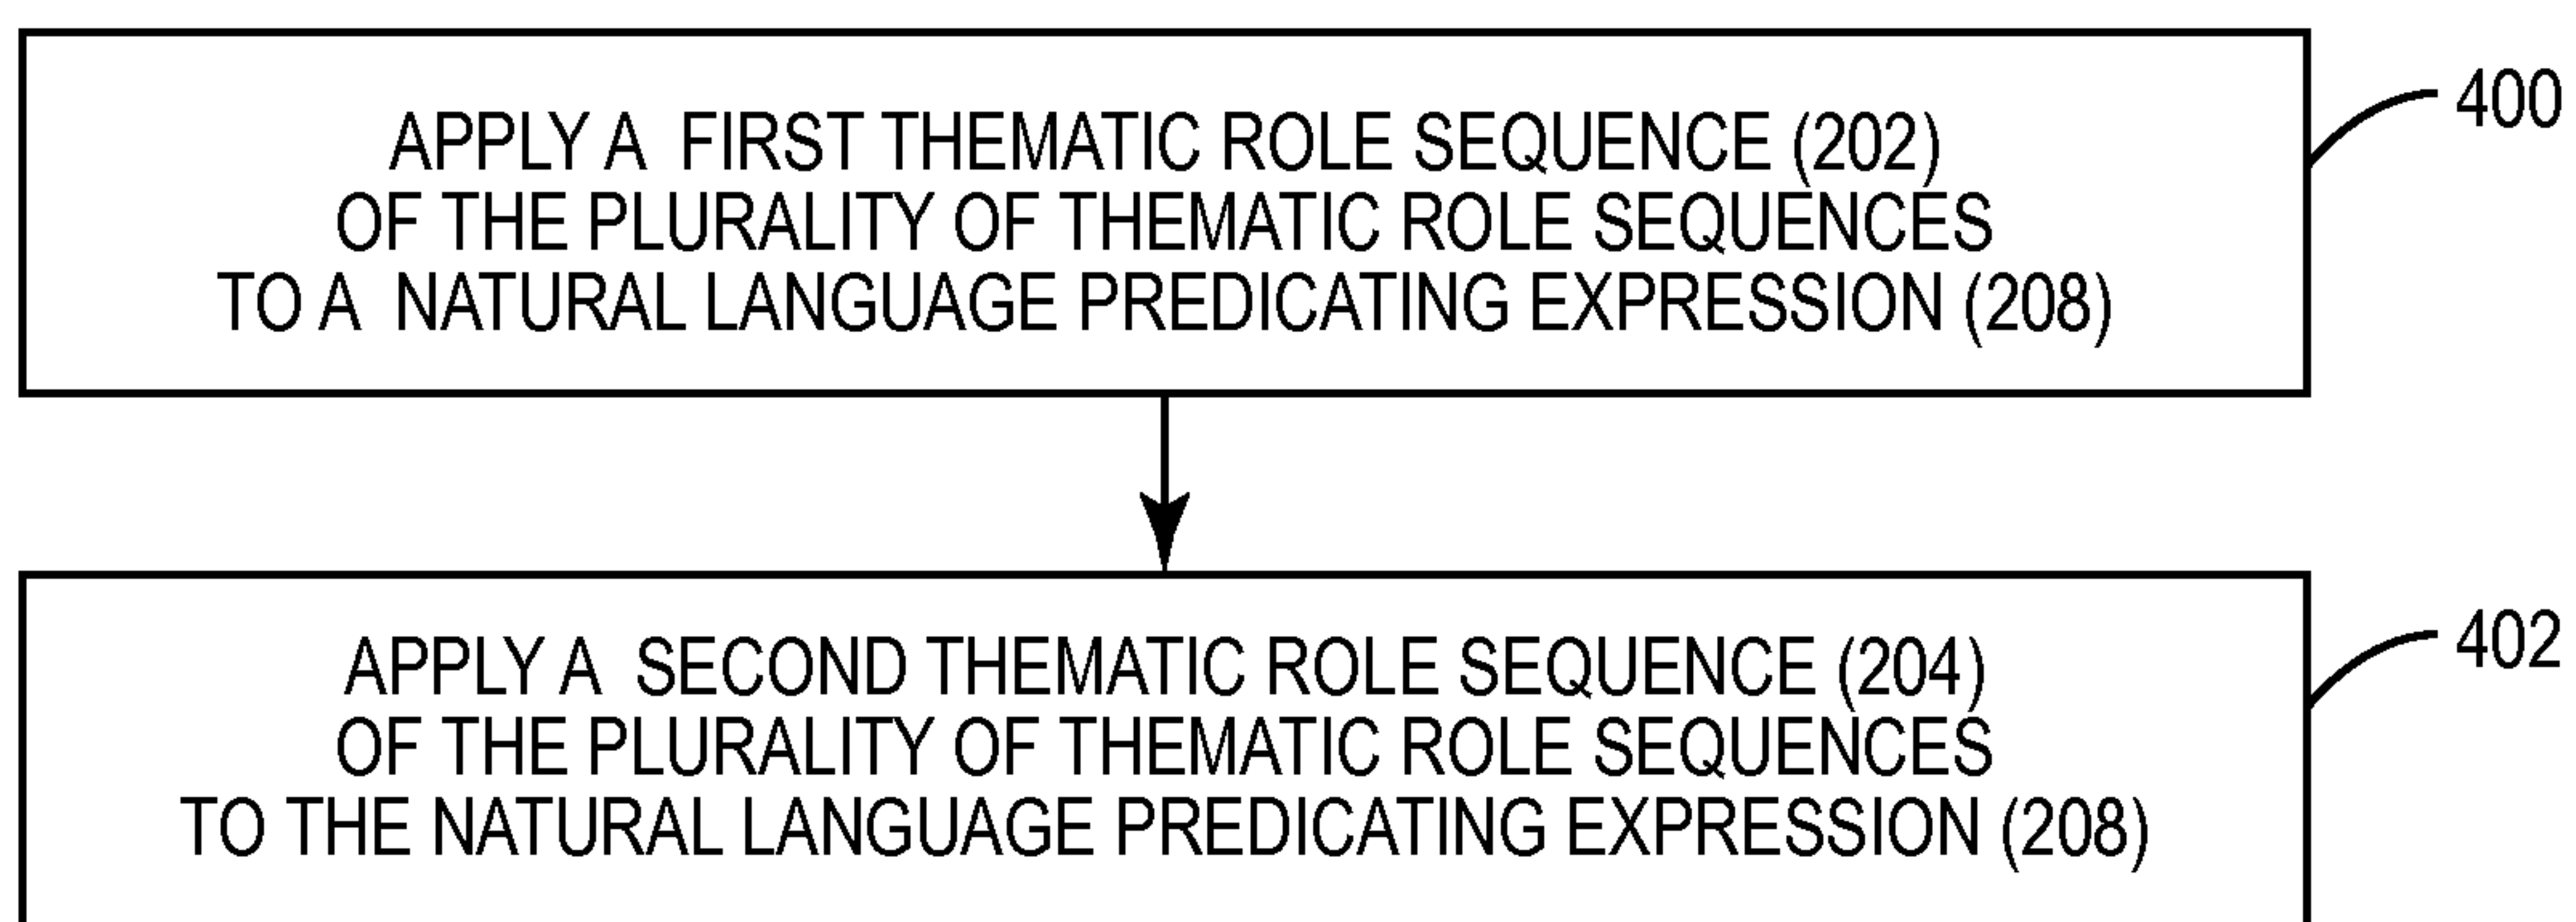 APPLY A FIRST THEMATIC ROLE SEQUENCE (202)
OF THE PLURALITY OF THEMATIC ROLE SEQUENCES
TO A NATURAL LANGUAGE PREDICATING EXPRESSION (208)
400
APPLY A SECOND THEMATIC ROLE SEQUENCE (204)
OF THE PLURALITY OF THEMATIC ROLE SEQUENCES
TO THE NATURAL LANGUAGE PREDICATING EXPRESSION (208)
402